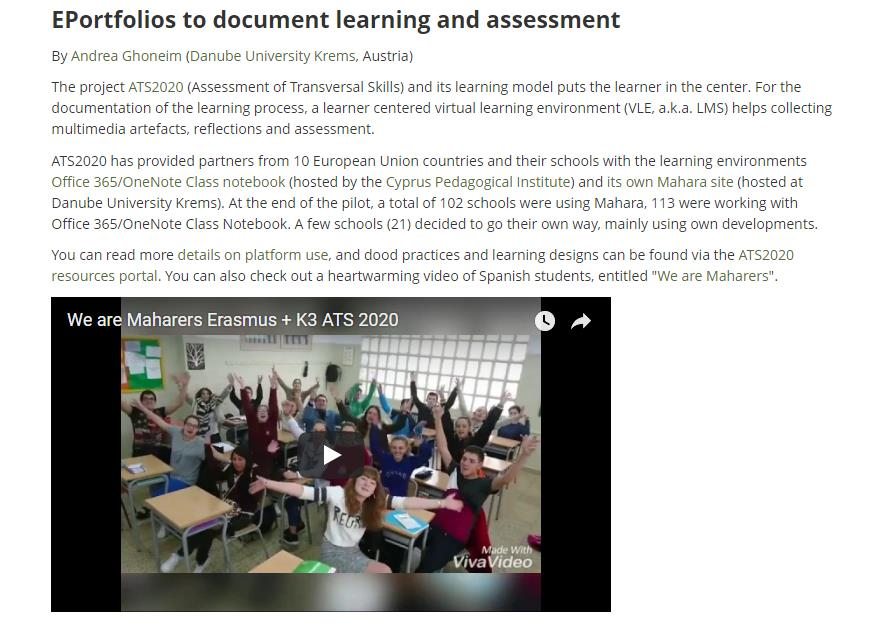 EPortfolios to document learning and assessment
By Andrea Ghoneim (Danube University Krems, Austria)
The project ATS2020 (Assessment of Transversal Skills) and its learning model puts the learner in the center. For the
documentation of the learning process, a learner centered virtual learning environment (VLE, a.k.a. LMS) helps collecting
multimedia artefacts, reflections and assessment.
ATS2020 has provided partners from 10 European Union countries and their schools with the learning environments
Office 365/OneNote Class notebook (hosted by the Cyprus Pedagogical Institute) and its own Mahara site (hosted at
Danube University Krems). At the end of the pilot, a total of 102 schools were using Mahara, 113 were working with
Office 365/OneNote Class Notebook. A few schools (21) decided to go their own way, mainly using own developments.
You can read more details on platform use, and dood practices and learning designs can be found via the ATS2020
resources portal. You can also check out a heartwarming video of Spanish students, entitled "We are Maharers".
We are Maharers Erasmus + K3 ATS 2020
Made With
VivaVideo